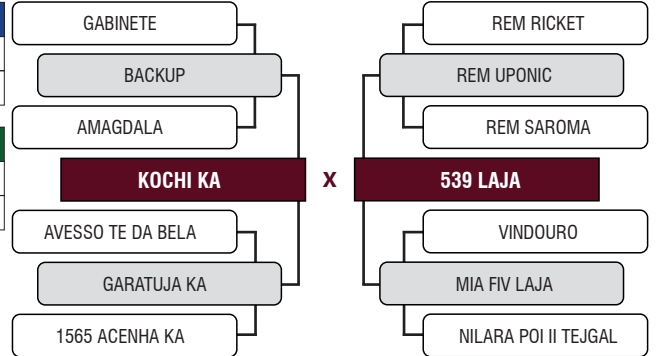 GABINETE
REM RICKET
BACKUP
REM UPONIC
AMAGDALA
REM SAROMA
KOCHI KA X 539 LAJA
AVESSO TE DA BELA
VINDOURO
GARATUJA KA
MIA FIV LAJA
1565 ACENHA KA
NILARA POI II TEJGAL